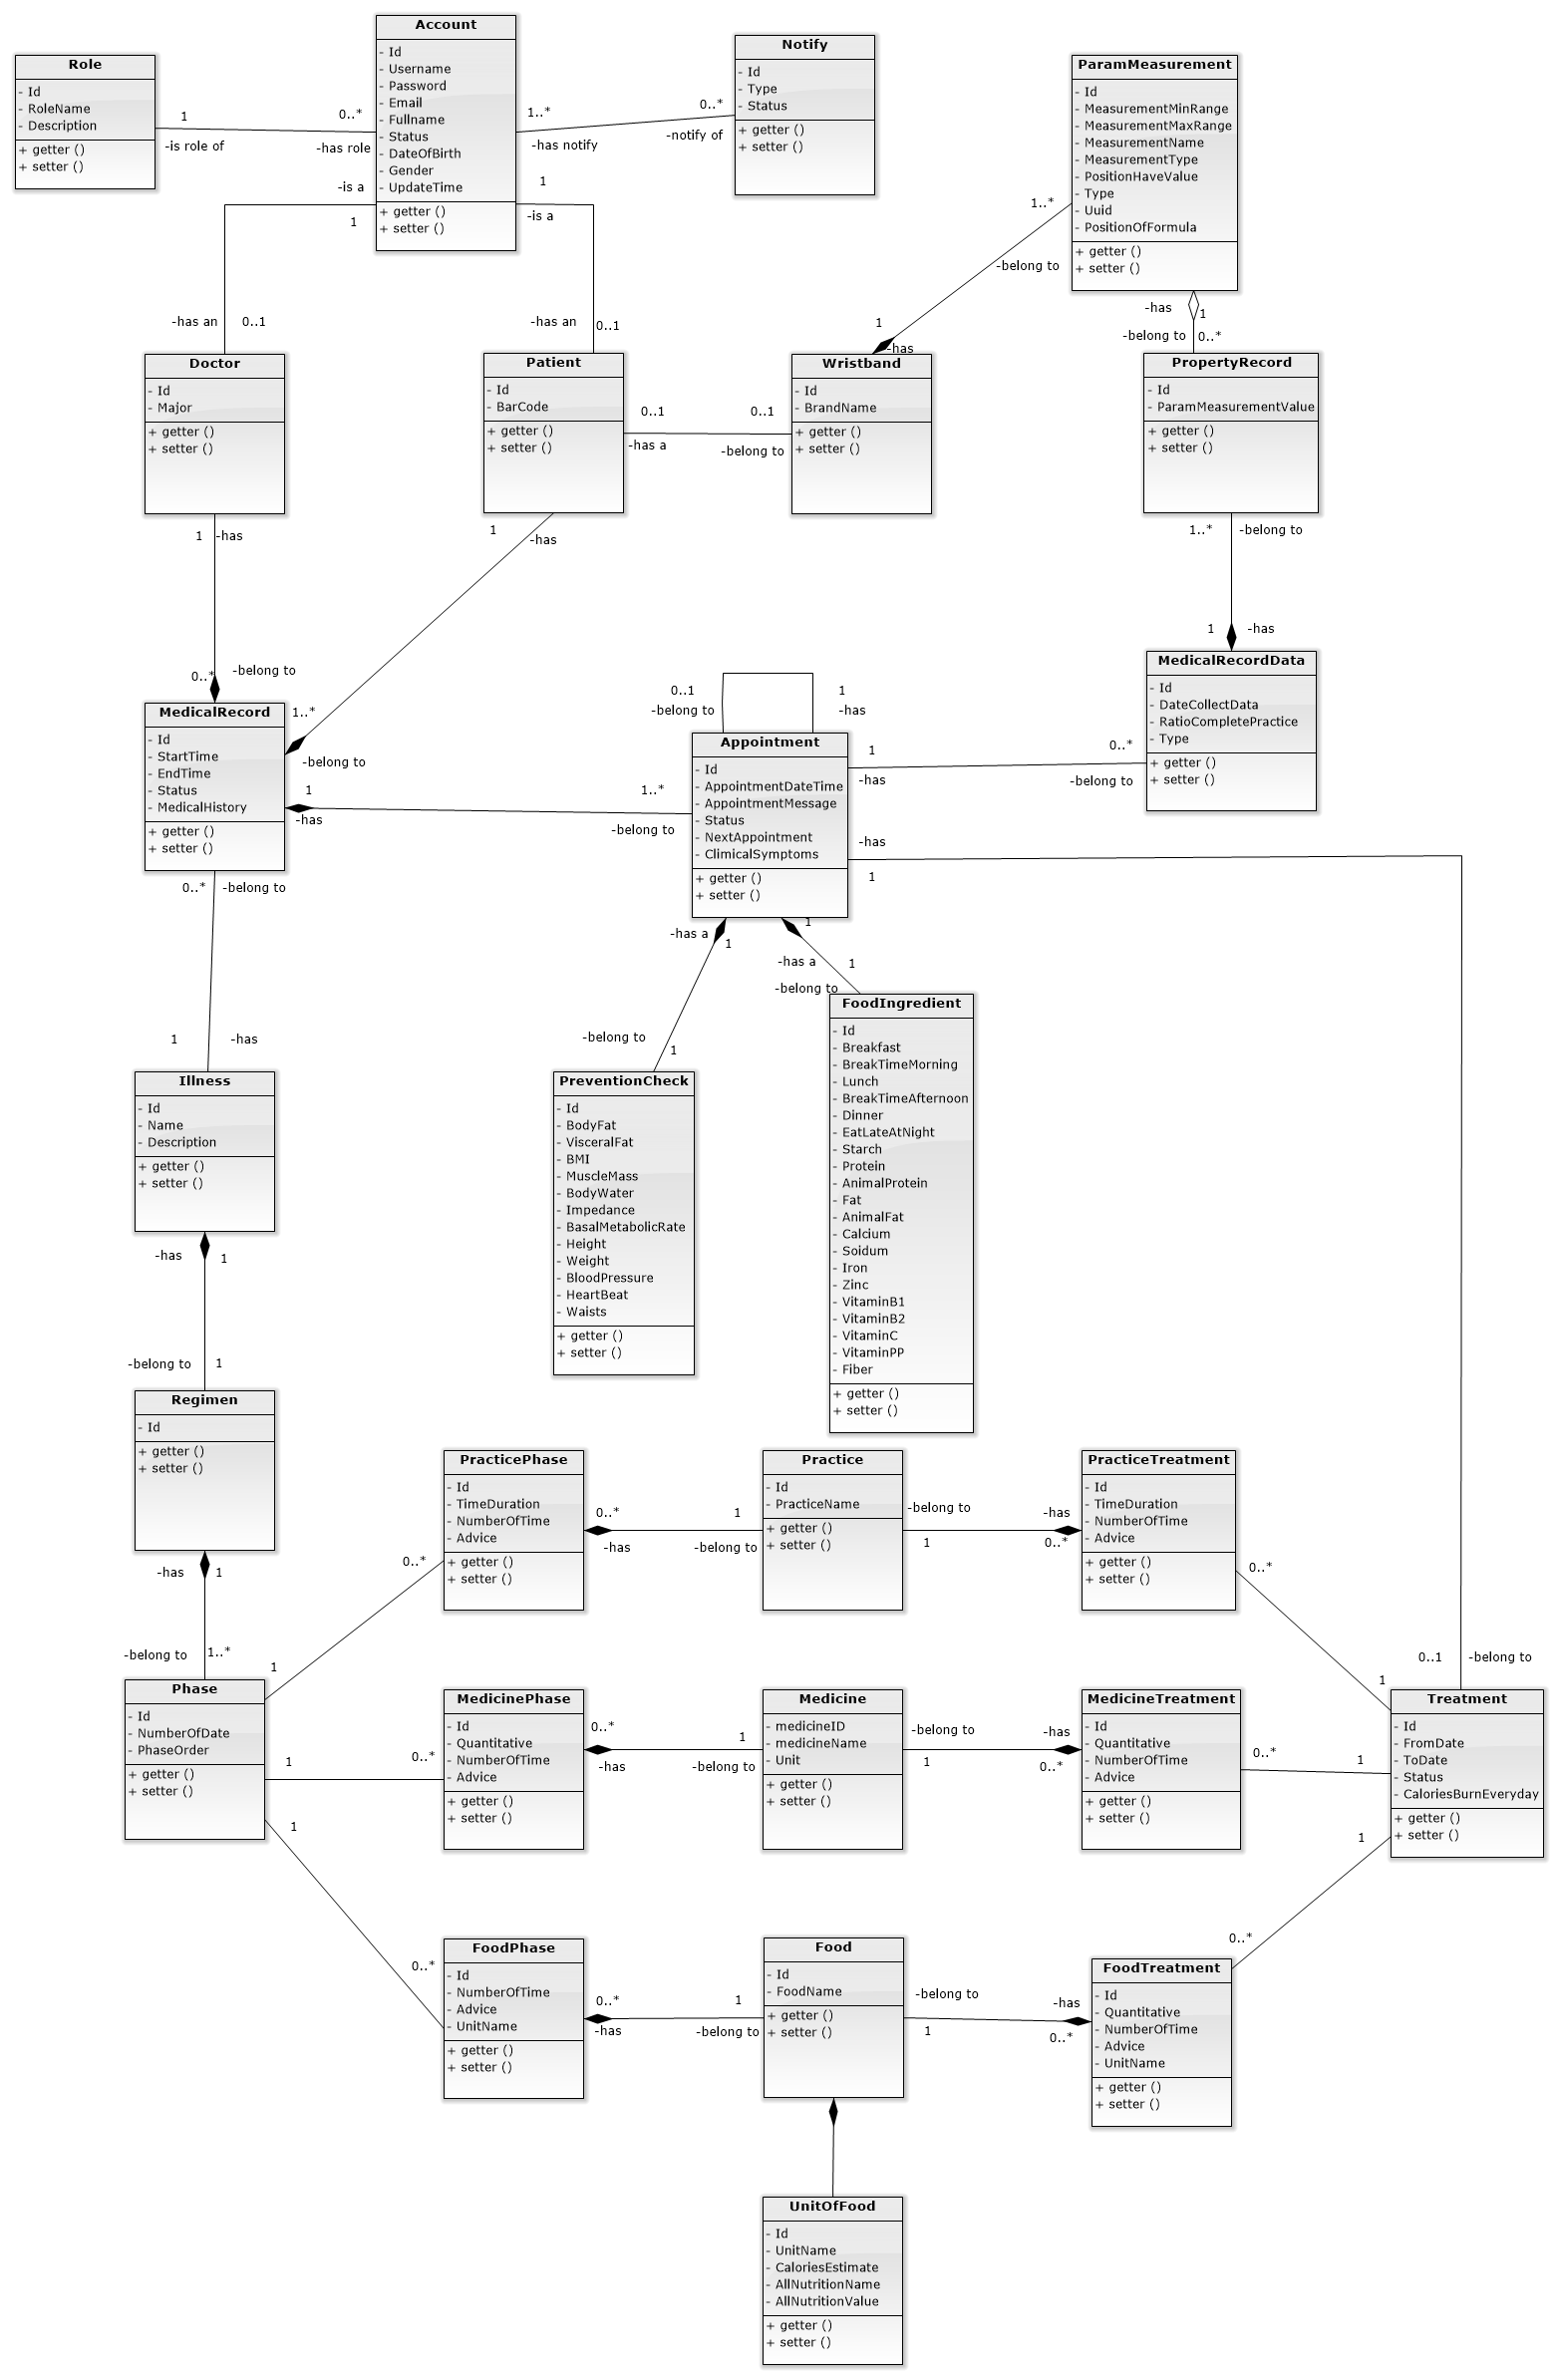 Account
- Id
- Username
- Password
- Email
- Fullname
- Status
- DateOfBirth
- Gender
- UpdateTime
+ getter ()
+ setter ()
Notify
- Id
- Type
- Status
+ getter ()
+ setter ()
Role
- Id
- RoleName
- Description
+ getter ()
+ setter ()
ParamMeasurement
- Id
- MeasurementMinRange
- MeasurementMaxRange
- MeasurementName
- MeasurementType
- PositionHaveValue
- Type
- Uuid
- PositionOfFormula
+ getter ()
+ setter ()
1
-is role of
0..*
-has role
1..*
-has notify
0..*
-notify of
-is a
1
1
-is a
-has an
0..1
-has an
0..1
1..*
-belong to
1
-has
-has
1
-belong to
0..*
Doctor
- Id
- Major
+ getter ()
+ setter ()
Patient
- Id
- BarCode
+ getter ()
+ setter ()
0..1
-has a
0..1
-belong to
Wristband
- Id
- BrandName
+ getter ()
+ setter ()
PropertyRecord
- Id
- ParamMeasurementValue
+ getter ()
+ setter ()
1
-has
1
-has
1..*
-belong to
1
-has
0..*
-belong to
1..*
-belong to
MedicalRecord
- Id
- StartTime
- EndTime
- Status
- MedicalHistory
+ getter ()
+ setter ()
1
-has
1..*
-belong to
0..1
-belong to
1
-has
Appointment
- Id
- AppointmentDateTime
- AppointmentMessage
- Status
- NextAppointment
- ClimicalSymptoms
+ getter ()
+ setter ()
1
-has
0..*
-belong to
MedicalRecordData
- Id
- DateCollectData
- RatioCompletePractice
- Type
+ getter ()
+ setter ()
-has
1
0..*
-belong to
1
-has
-has a
1
-belong to
1
1
-has a
1
-belong to
Illness
- Id
- Name
- Description
+ getter ()
+ setter ()
PreventionCheck
- Id
- BodyFat
- VisceralFat
- BMI
- MuscleMass
- BodyWater
- Impedance
- BasalMetabolicRate
- Height
- Weight
- BloodPressure
- HeartBeat
- Waists
+ getter ()
+ setter ()
FoodIngredient
- Id
- Breakfast
- BreakTimeMorning
- Lunch
- BreakTimeAfternoon
- Dinner
- EatLateAtNight
- Starch
- Protein
- AnimalProtein
- Fat
- AnimalFat
- Calcium
- Soidum
- Iron
- Zinc
- VitaminB1
- VitaminB2
- VitaminC
- VitaminPP
- Fiber
+ getter ()
+ setter ()
-has
1
-belong to
1
Regimen
- Id
+ getter ()
+ setter ()
-has
1
-belong to
1..*
PracticePhase
- Id
- TimeDuration
- NumberOfTime
- Advice
+ getter ()
+ setter ()
0..*
-has
1
-belong to
Practice
- Id
- PracticeName
+ getter ()
+ setter ()
-belong to
1
-has
0..*
PracticeTreatment
- Id
- TimeDuration
- NumberOfTime
- Advice
+ getter ()
+ setter ()
0..*
1
0..*
1
0..1
-belong to
Phase
- Id
- NumberOfDate
- PhaseOrder
+ getter ()
+ setter ()
1
0..*
MedicinePhase
- Id
- Quantitative
- NumberOfTime
- Advice
+ getter ()
+ setter ()
0..*
-has
1
-belong to
Medicine
- medicineID
- medicineName
- Unit
+ getter ()
+ setter ()
-belong to
1
-has
0..*
MedicineTreatment
- Id
- Quantitative
- NumberOfTime
- Advice
+ getter ()
+ setter ()
0..*
1
Treatment
- Id
- FromDate
- ToDate
- Status
- CaloriesBurnEveryday
+ getter ()
+ setter ()
1
0..*
1
0..*
FoodPhase
- Id
- NumberOfTime
- Advice
- UnitName
+ getter ()
+ setter ()
0..*
-has
1
-belong to
Food
- Id
- FoodName
+ getter ()
+ setter ()
-belong to
1
-has
0..*
FoodTreatment
- Id
- Quantitative
- NumberOfTime
- Advice
- UnitName
+ getter ()
+ setter ()
UnitOfFood
- Id
- UnitName
- CaloriesEstimate
- AllNutritionName
- AllNutritionValue
+ getter ()
+ setter ()